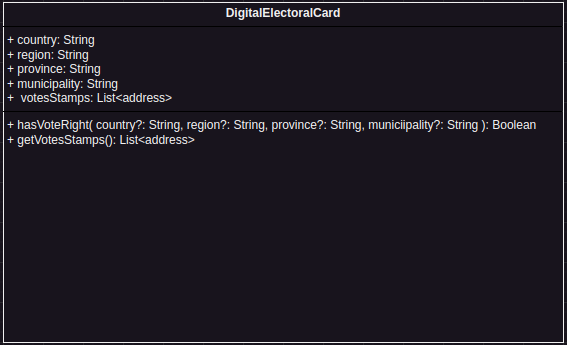 DigitalElectoralCard
+ country: String
+ region: String
+ province: String
+ municipality: String
+  votesStamps: List<address>
+ hasVoteRight( country?: String, region?: String, province?: String, municiipality?: String ): Boolean
+ getVotesStamps(): List<address>